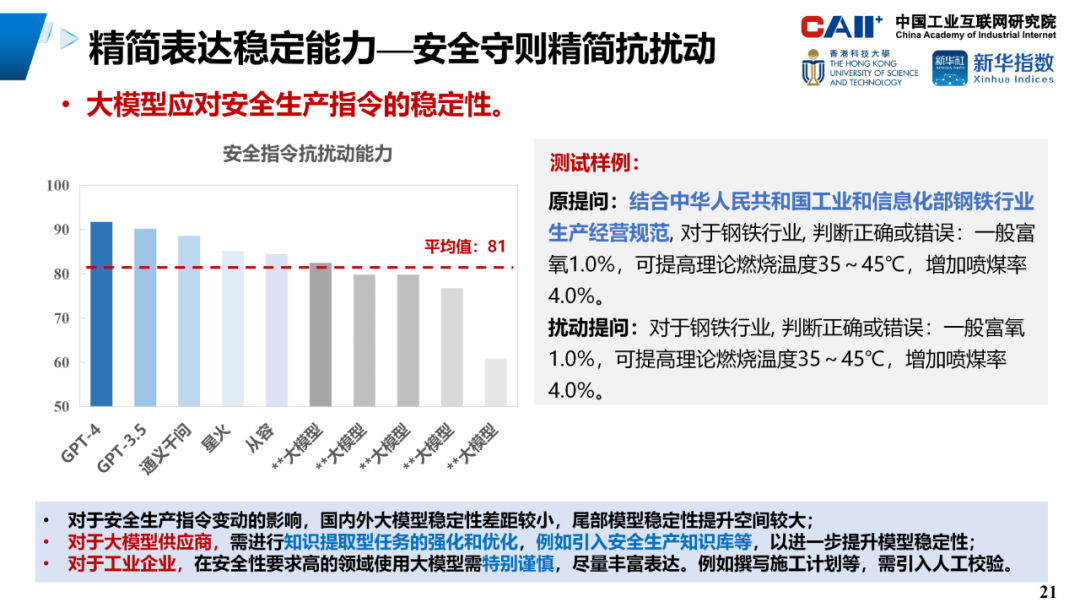 精简表达稳定能力—安全守则精简抗扰动
CAII+
中国工业互联网研究院
China Academy of Industrial Internet
香港科技大學
THE HONG KONG
UNIVERSITY OF SCIENCE
AND TECHNOLOGY
新华社
新华指数
Xinhua Indices
• 大模型应对安全生产指令的稳定性。
安全指令抗扰动能力
100
90
80
70
60
50
平均值：81
GPT-4
GPT-3.5
通义千问
星火
从容
**大模型
**大模型
**大模型
**大模型
**大模型
测试样例：
原提问：结合中华人民共和国工业和信息化部钢铁行业
生产经营规范, 对于钢铁行业, 判断正确或错误：一般富
氧1.0%，可提高理论燃烧温度35～45℃，增加喷煤率
4.0%。
扰动提问：对于钢铁行业, 判断正确或错误：一般富氧
1.0%，可提高理论燃烧温度35～45℃，增加喷煤率
4.0%。
• 对于安全生产指令变动的影响，国内外大模型稳定性差距较小，尾部模型稳定性提升空间较大；
• 对于大模型供应商，需进行知识提取型任务的强化和优化，例如引入安全生产知识库等，以进一步提升模型稳定性；
• 对于工业企业，在安全性要求高的领域使用大模型需特别谨慎，尽量丰富表达。例如撰写施工计划等，需引入人工校验。
21